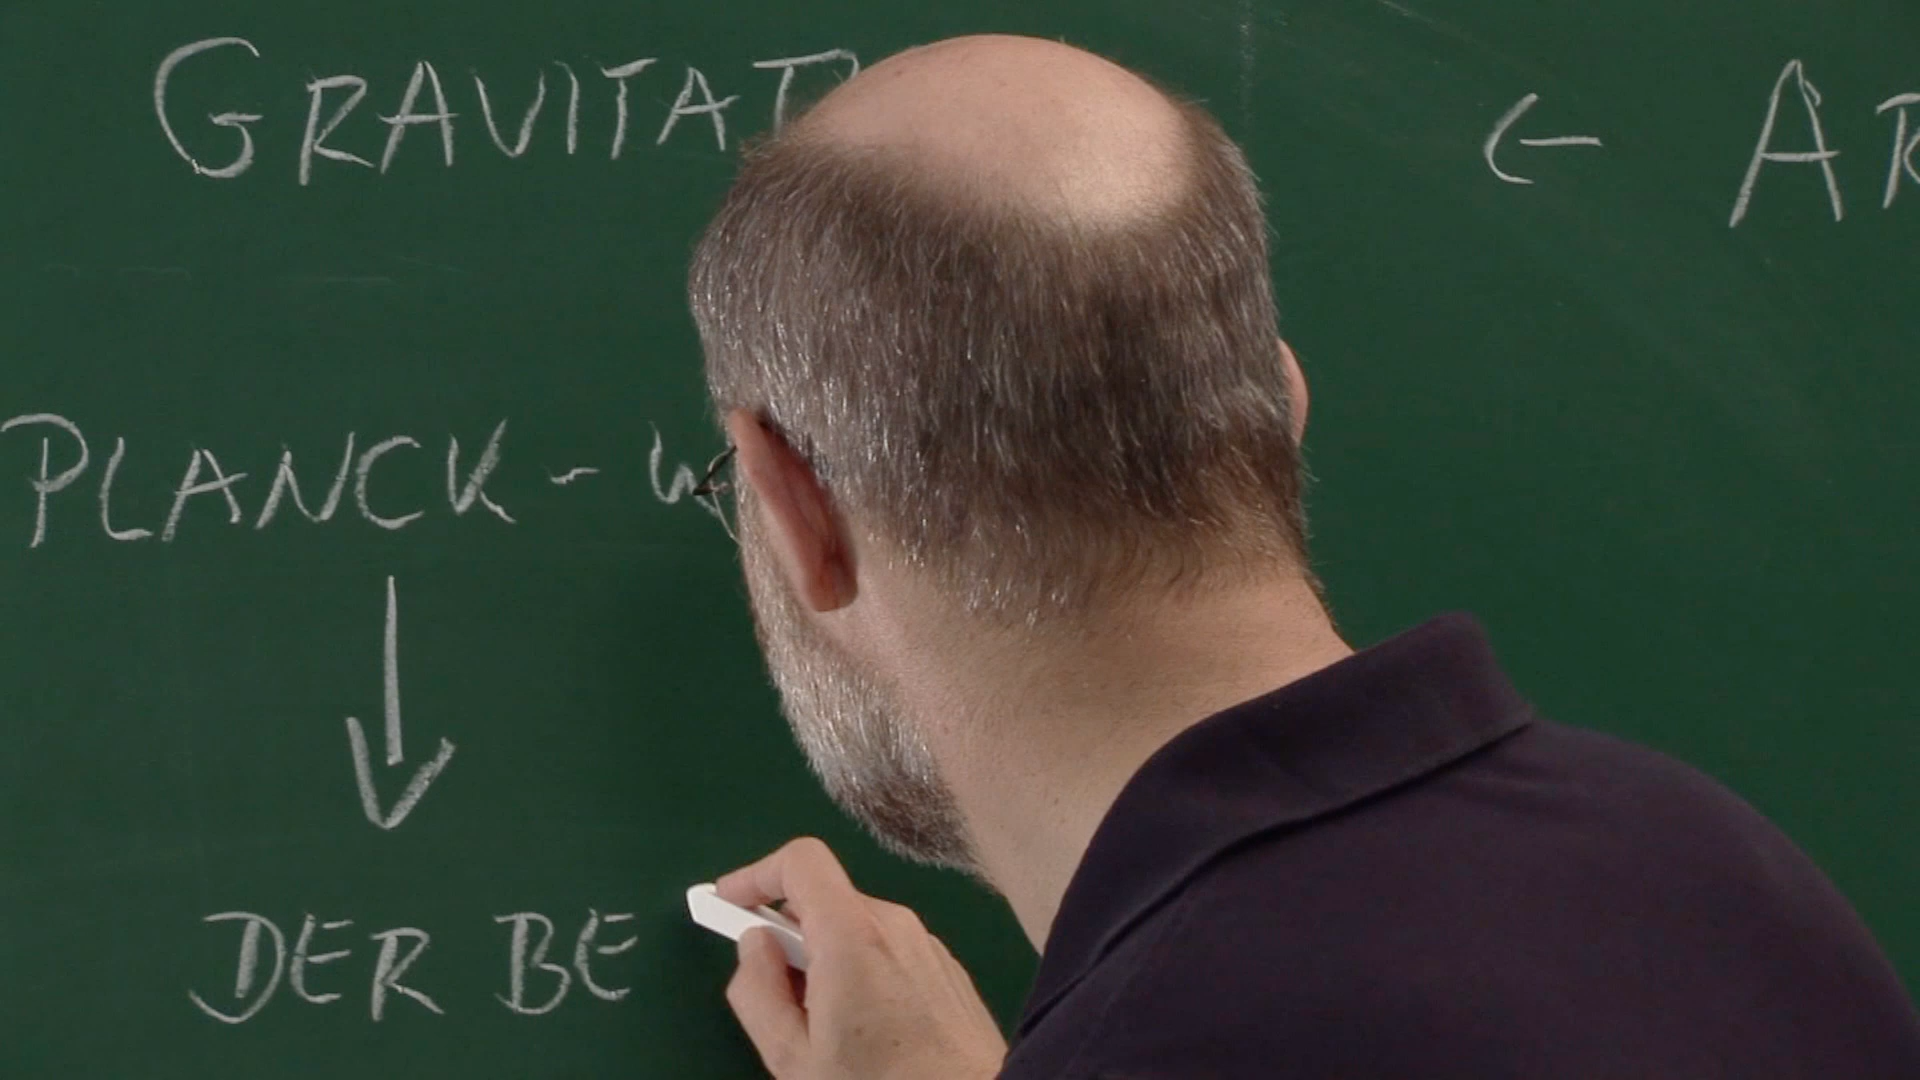 GRAVITAT
← AR
PLANCK - W
↓
DER BE